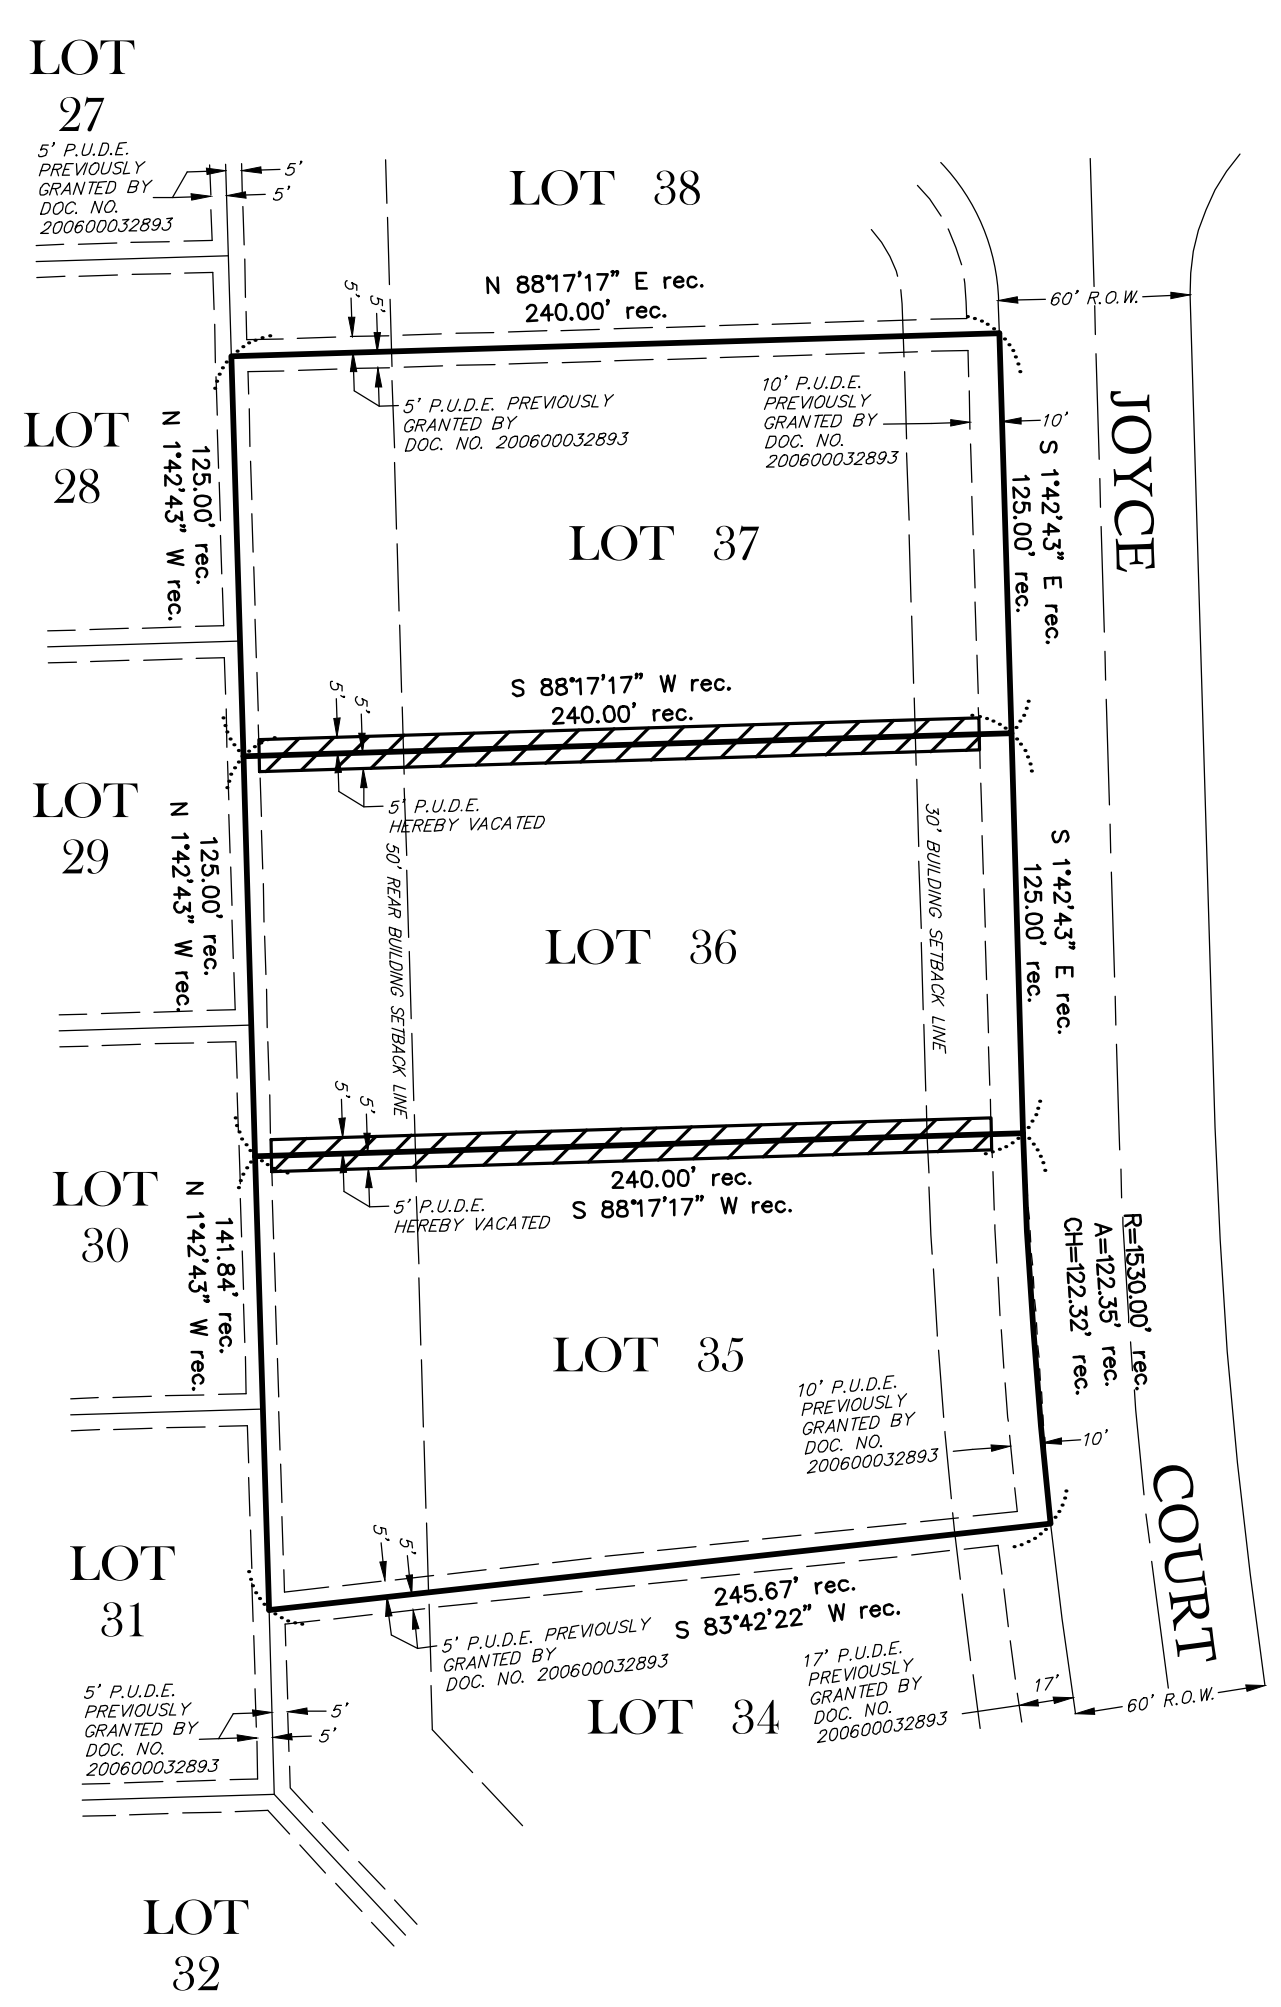 LOT
27
5' P.U.D.E.
PREVIOUSLY
GRANTED BY
DOC. NO.
200600032893
5'
5'
LOT 38
N 88°17'17" E rec.
240.00' rec.
5'
5'
60' R.O.W.
5' P.U.D.E. PREVIOUSLY
GRANTED BY
DOC. NO. 200600032893
10' P.U.D.E.
PREVIOUSLY
GRANTED BY
DOC. NO.
200600032893
10'
JOYCE
LOT
28
125.00' rec.
N 1°42'43" W rec.
S 1°42'43" E rec.
125.00' rec.
LOT 37
S 88°17'17" W rec.
240.00' rec.
5'
5'
5' P.U.D.E.
HEREBY VACATED
LOT
29
125.00' rec.
N 1°42'43" W rec.
50' REAR BUILDING SETBACK LINE
30' BUILDING SETBACK LINE
S 1°42'43" E rec.
125.00' rec.
LOT 36
5'
5'
240.00' rec.
S 88°17'17" W rec.
5' P.U.D.E.
HEREBY VACATED
LOT
30
141.84' rec.
N 1°42'43" W rec.
R=1530.00' rec.
A=122.35' rec.
CH=122.32' rec.
LOT 35
10' P.U.D.E.
PREVIOUSLY
GRANTED BY
DOC. NO.
200600032893
10'
COURT
LOT
31
5'
5'
245.67' rec.
S 83°42'22" W rec.
5' P.U.D.E. PREVIOUSLY
GRANTED BY
DOC. NO. 200600032893
17' P.U.D.E.
PREVIOUSLY
GRANTED BY
DOC. NO.
200600032893
17'
60' R.O.W.
5' P.U.D.E.
PREVIOUSLY
GRANTED BY
DOC. NO.
200600032893
5'
5'
LOT 34
LOT
32